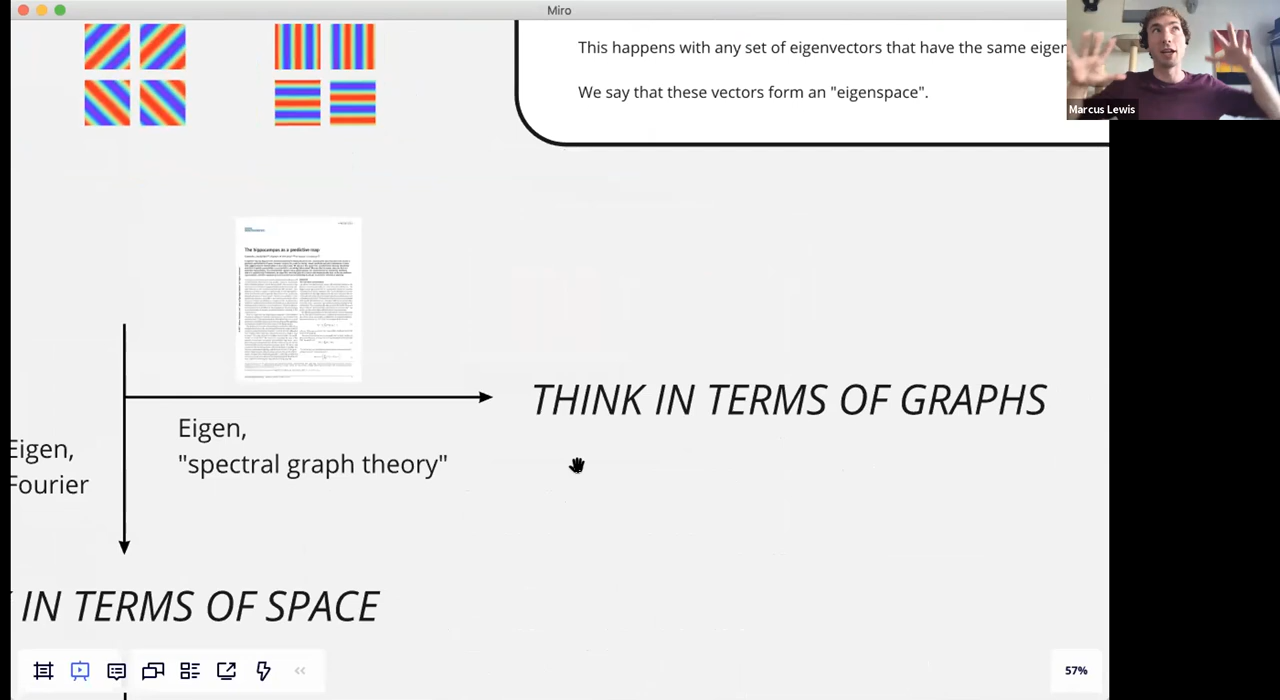 Miro
This happens with any set of eigenvectors that have the same eigen
We say that these vectors form an "eigenspace".
Marcus Lewis
The hippocampus as a predictive map
THINK IN TERMS OF GRAPHS
Eigen,
"spectral graph theory"
Eigen,
Fourier
IN TERMS OF SPACE
57%